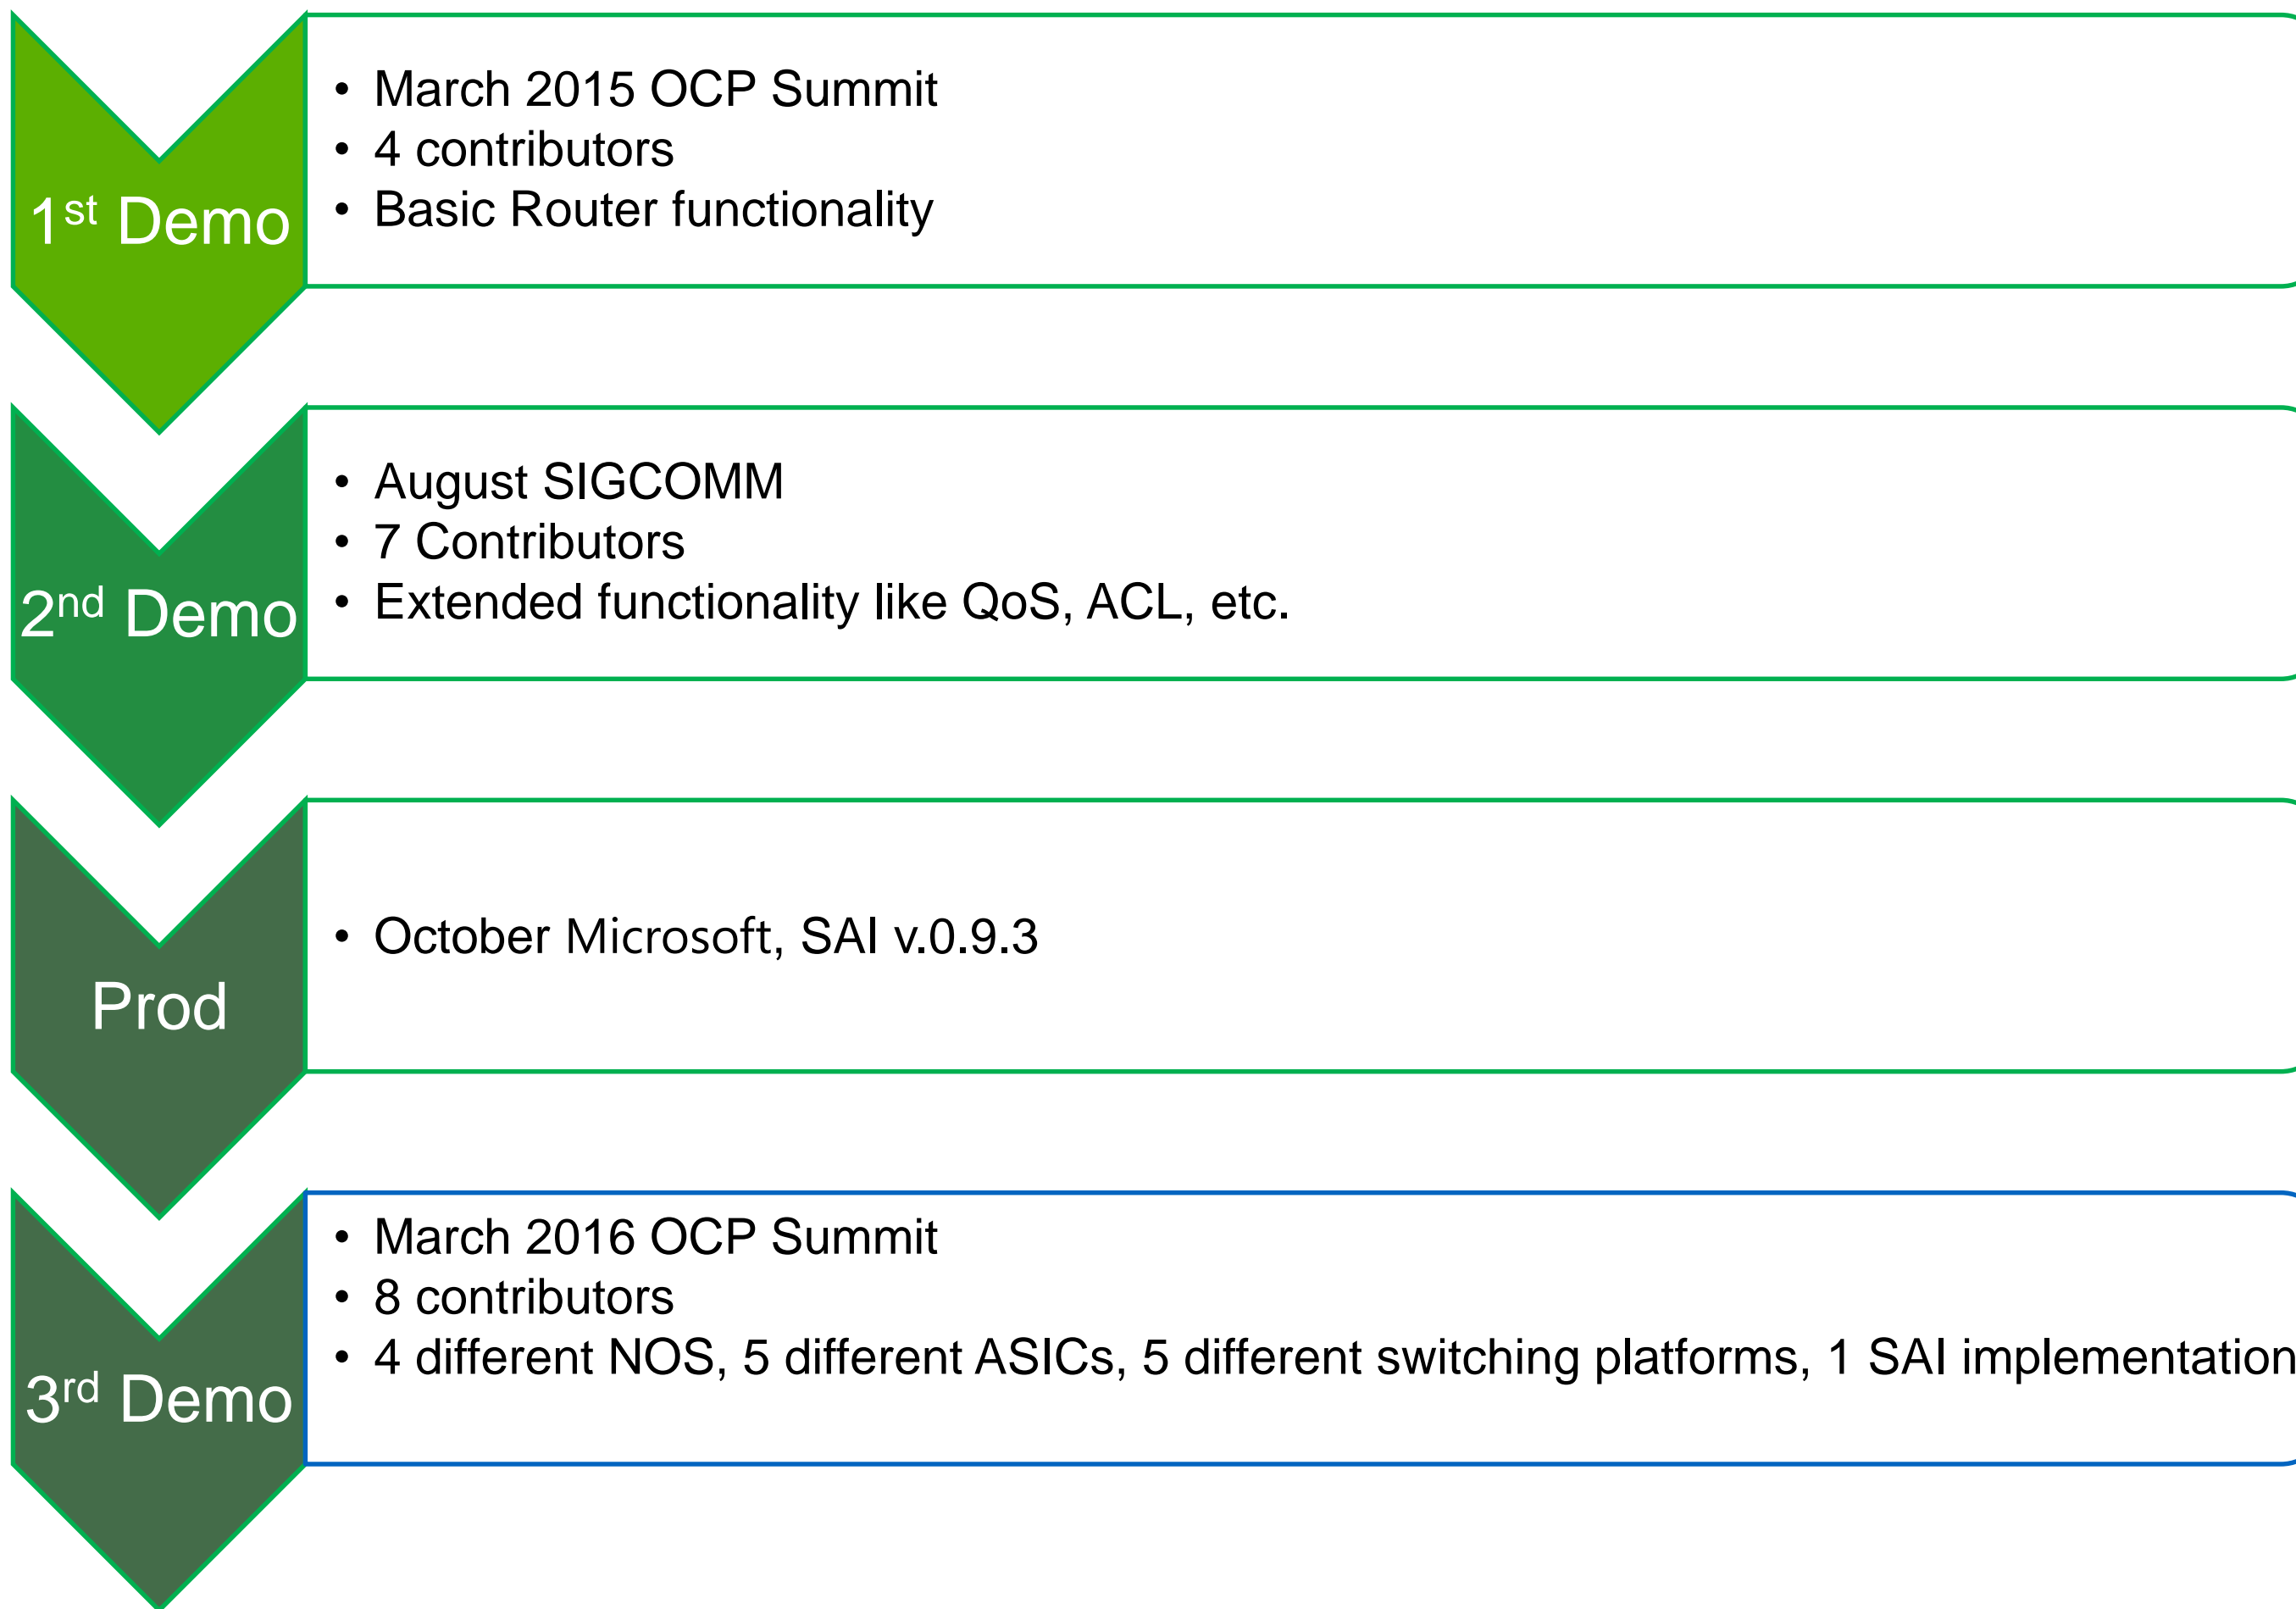 1st Demo
• March 2015 OCP Summit
• 4 contributors
• Basic Router functionality
2nd Demo
• August SIGCOMM
• 7 Contributors
• Extended functionality like QoS, ACL, etc.
Prod
• October Microsoft, SAI v.0.9.3
3rd Demo
• March 2016 OCP Summit
• 8 contributors
• 4 different NOS, 5 different ASICs, 5 different switching platforms, 1 SAI implementation